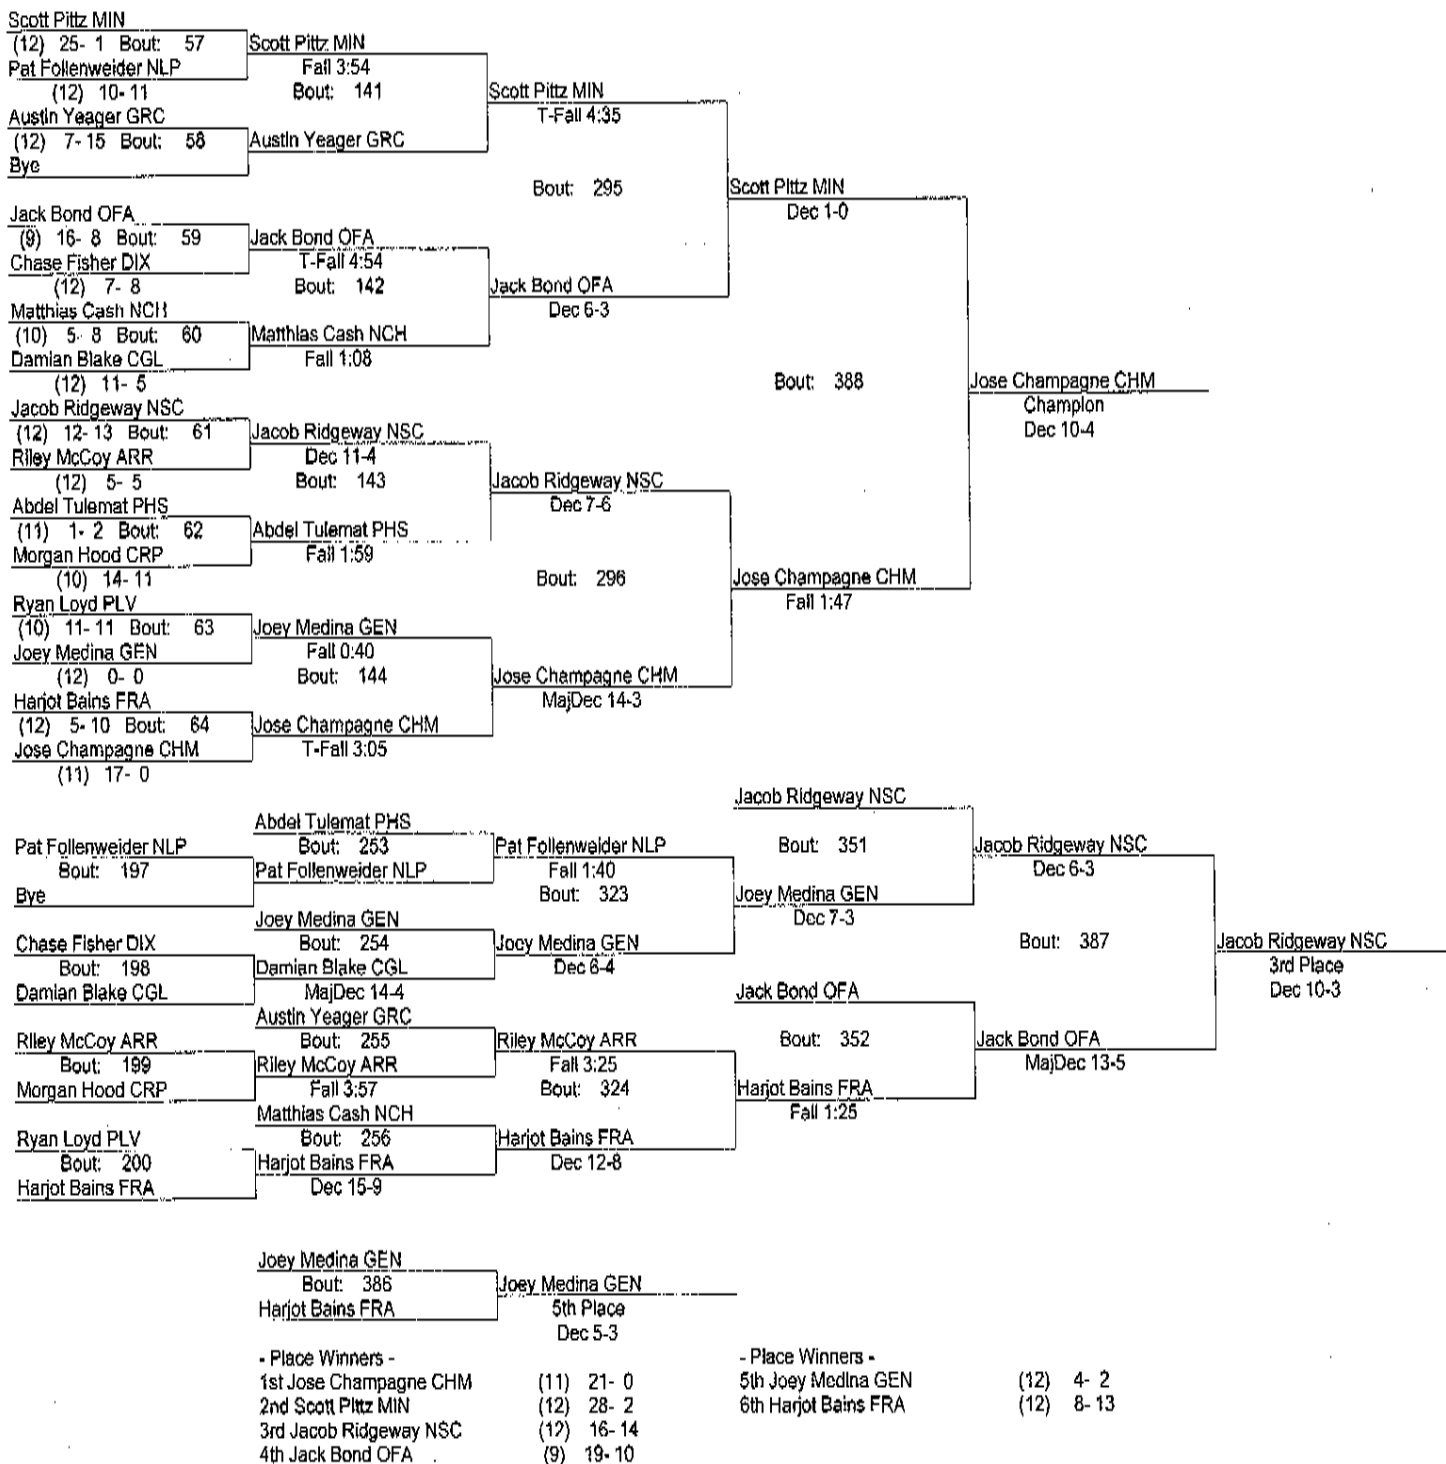 Scott Pittz MIN
(12) 25- 1 Bout: 57
Pat Follenweider NLP
(12) 10- 11
Austin Yeager GRC
(12) 7- 15 Bout: 58
Bye
Jack Bond OFA
(9) 16- 8 Bout: 59
Chase Fisher DIX
(12) 7- 8
Matthias Cash NCH
(10) 5- 8 Bout: 60
Damian Blake CGL
(12) 11- 5
Jacob Ridgeway NSC
(12) 12- 13 Bout: 61
Riley McCoy ARR
(12) 5- 5
Abdel Tulemat PHS
(11) 1- 2 Bout: 62
Morgan Hood CRP
(10) 14- 11
Ryan Loyd PLV
(10) 11- 11 Bout: 63
Joey Medina GEN
(12) 0- 0
Harjot Bains FRA
(12) 5- 10 Bout: 64
Jose Champagne CHM
(11) 17- 0
Scott Pittz MIN
Fall 3:54
Bout: 141
Austin Yeager GRC
Jack Bond OFA
T-Fall 4:54
Bout: 142
Matthias Cash NCH
Fall 1:08
Jacob Ridgeway NSC
Dec 11-4
Bout: 143
Abdel Tulemat PHS
Fall 1:59
Joey Medina GEN
Fall 0:40
Bout: 144
Jose Champagne CHM
T-Fall 3:05
Scott Pittz MIN
T-Fall 4:35
Bout: 295
Jack Bond OFA
Dec 6-3
Jacob Ridgeway NSC
Dec 7-6
Bout: 296
Jose Champagne CHM
MajDec 14-3
Scott Pittz MIN
Dec 1-0
Bout: 388
Jose Champagne CHM
Fall 1:47
Jose Champagne CHM
Champion
Dec 10-4
Pat Follenweider NLP
Bout: 197
Bye
Chase Fisher DIX
Bout: 198
Damian Blake CGL
Riley McCoy ARR
Bout: 199
Morgan Hood CRP
Ryan Loyd PLV
Bout: 200
Harjot Bains FRA
Abdel Tulemat PHS
Bout: 253
Pat Follenweider NLP
Joey Medina GEN
Bout: 254
Damian Blake CGL
MajDec 14-4
Austin Yeager GRC
Bout: 255
Riley McCoy ARR
Fall 3:57
Matthias Cash NCH
Bout: 256
Harjot Bains FRA
Dec 15-9
Pat Follenweider NLP
Fall 1:40
Bout: 323
Joey Medina GEN
Dec 6-4
Riley McCoy ARR
Fall 3:25
Bout: 324
Harjot Bains FRA
Dec 12-8
Jacob Ridgeway NSC
Bout: 351
Joey Medina GEN
Dec 7-3
Jack Bond OFA
Bout: 352
Harjot Bains FRA
Fall 1:25
Jacob Ridgeway NSC
Dec 6-3
Bout: 387
Jack Bond OFA
MajDec 13-5
Jacob Ridgeway NSC
3rd Place
Dec 10-3
Joey Medina GEN
Bout: 386
Harjot Bains FRA
Joey Medina GEN
5th Place
Dec 5-3
- Place Winners -
1st Jose Champagne CHM (11) 21- 0
2nd Scott Pittz MIN (12) 28- 2
3rd Jacob Ridgeway NSC (12) 16- 14
4th Jack Bond OFA (9) 19- 10
- Place Winners -
5th Joey Medina GEN (12) 4- 2
6th Harjot Bains FRA (12) 8- 13